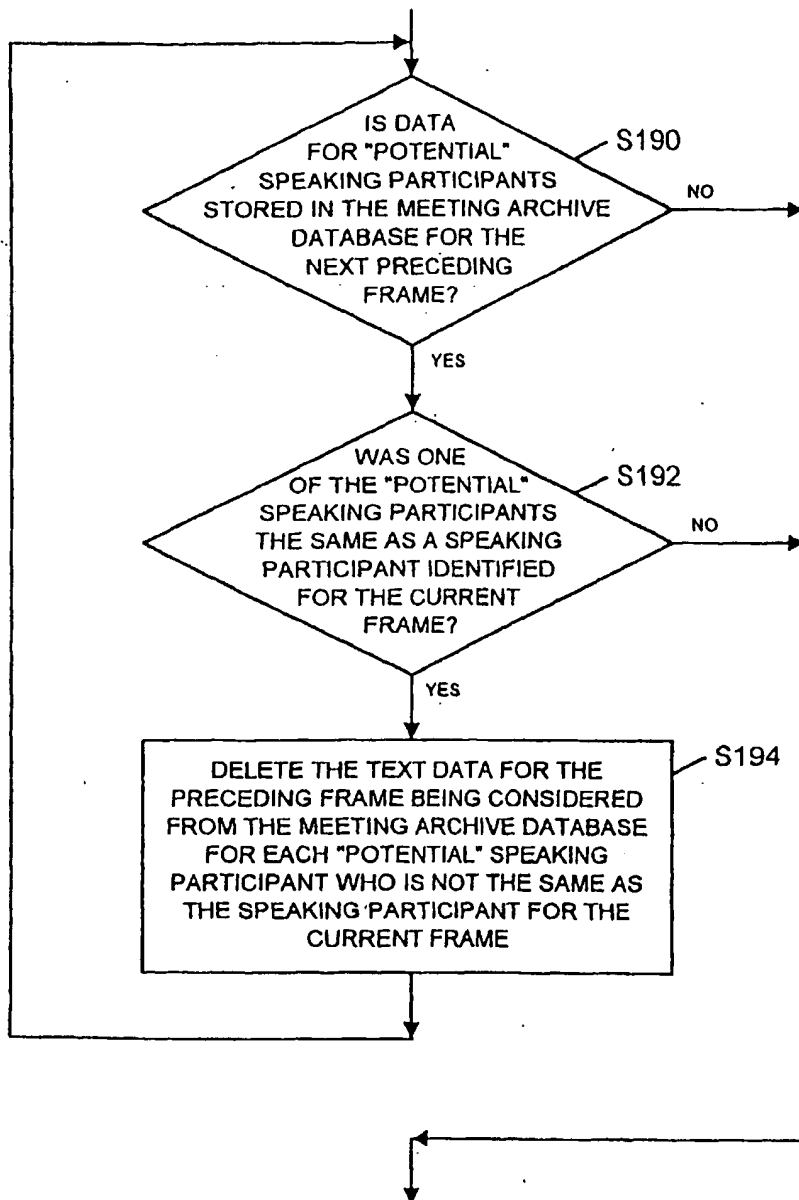 IS DATA
FOR "POTENTIAL"
SPEAKING PARTICIPANTS
STORED IN THE MEETING ARCHIVE
DATABASE FOR THE
NEXT PRECEDING
FRAME?
S190
NO
YES
WAS ONE
OF THE "POTENTIAL"
SPEAKING PARTICIPANTS
THE SAME AS A SPEAKING
PARTICIPANT IDENTIFIED
FOR THE CURRENT
FRAME?
S192
NO
YES
S194
DELETE THE TEXT DATA FOR THE
PRECEDING FRAME BEING CONSIDERED
FROM THE MEETING ARCHIVE DATABASE
FOR EACH "POTENTIAL" SPEAKING
PARTICIPANT WHO IS NOT THE SAME AS
THE SPEAKING PARTICIPANT FOR THE
CURRENT FRAME